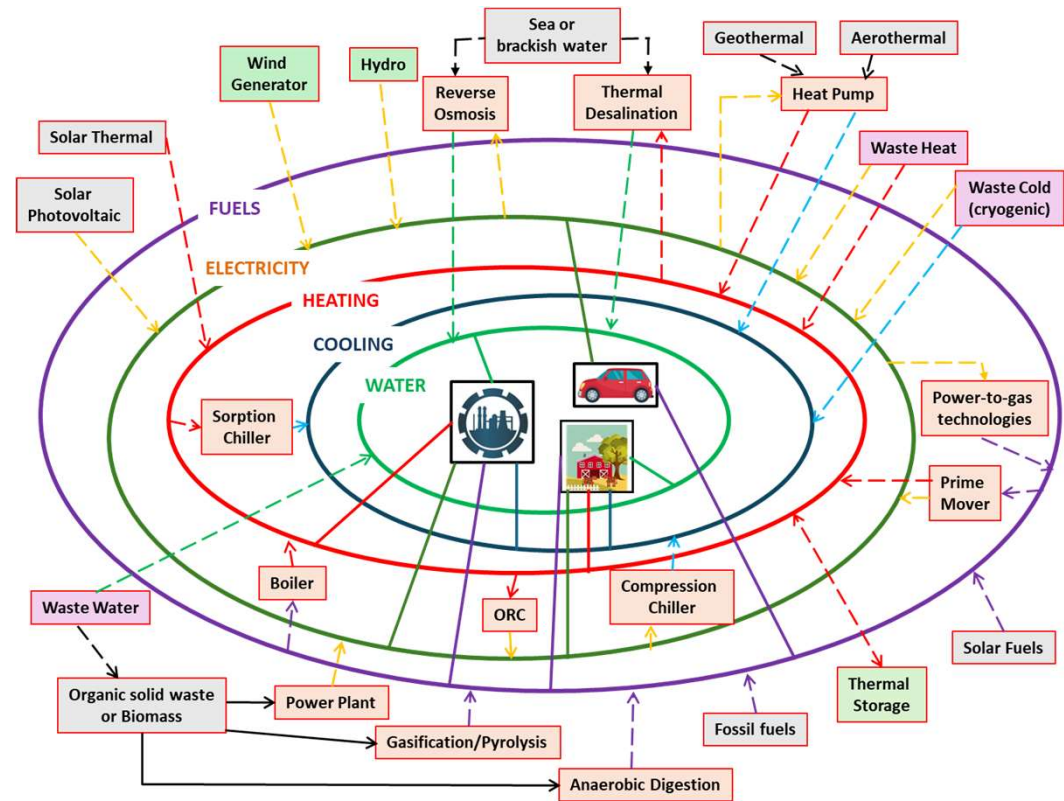 Sea or
brackish water
Geothermal
Aerothermal
Wind
Generator
Hydro
Reverse
Osmosis
Thermal
Desalination
Heat Pump
Solar Thermal
Waste Heat
Solar
Photovoltaic
Waste Cold
(cryogenic)
FUELS
ELECTRICITY
HEATING
COOLING
WATER
Sorption
Chiller
Power-to-gas
technologies
Prime
Mover
Boiler
ORC
Compression
Chiller
Waste Water
Solar Fuels
Organic solid waste
or Biomass
Power Plant
Thermal
Storage
Gasification/Pyrolysis
Fossil fuels
Anaerobic Digestion